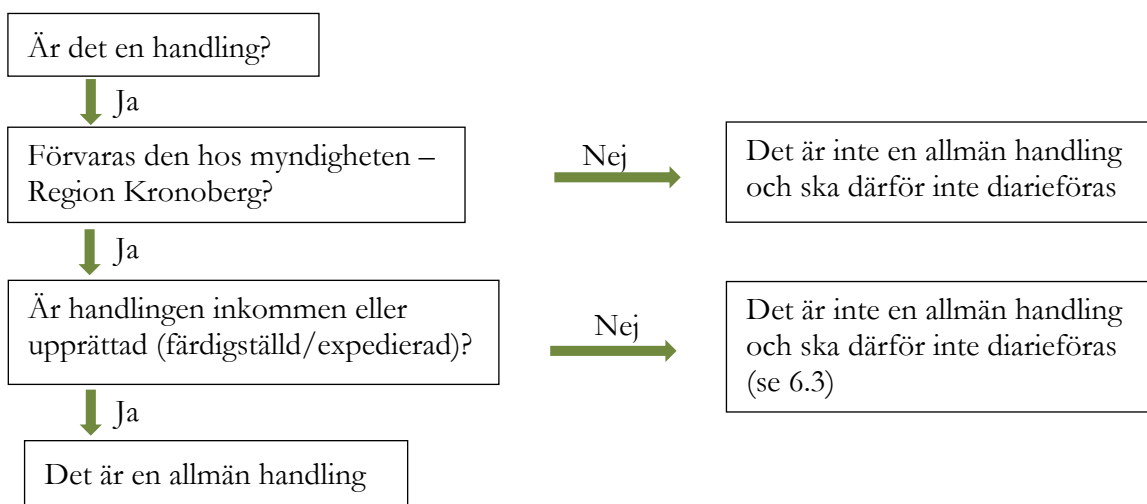 Är det en handling?
Ja
Förvaras den hos myndigheten –
Region Kronoberg?
Nej
Det är inte en allmän handling
och ska därför inte diarieföras
Ja
Är handlingen inkommen eller
upprättad (färdigställd/expedierad)?
Nej
Det är inte en allmän handling
och ska därför inte diarieföras
(se 6.3)
Ja
Det är en allmän handling